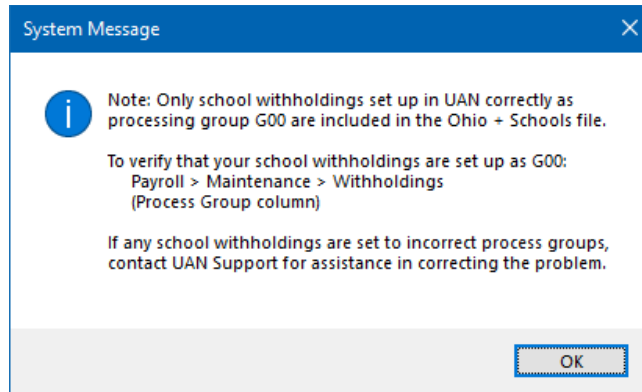 System Message
Note: Only school withholdings set up in UAN correctly as
processing group G00 are included in the Ohio + Schools file.
To verify that your school withholdings are set up as G00:
Payroll > Maintenance > Withholdings
(Process Group column)
If any school withholdings are set to incorrect process groups,
contact UAN Support for assistance in correcting the problem.
OK